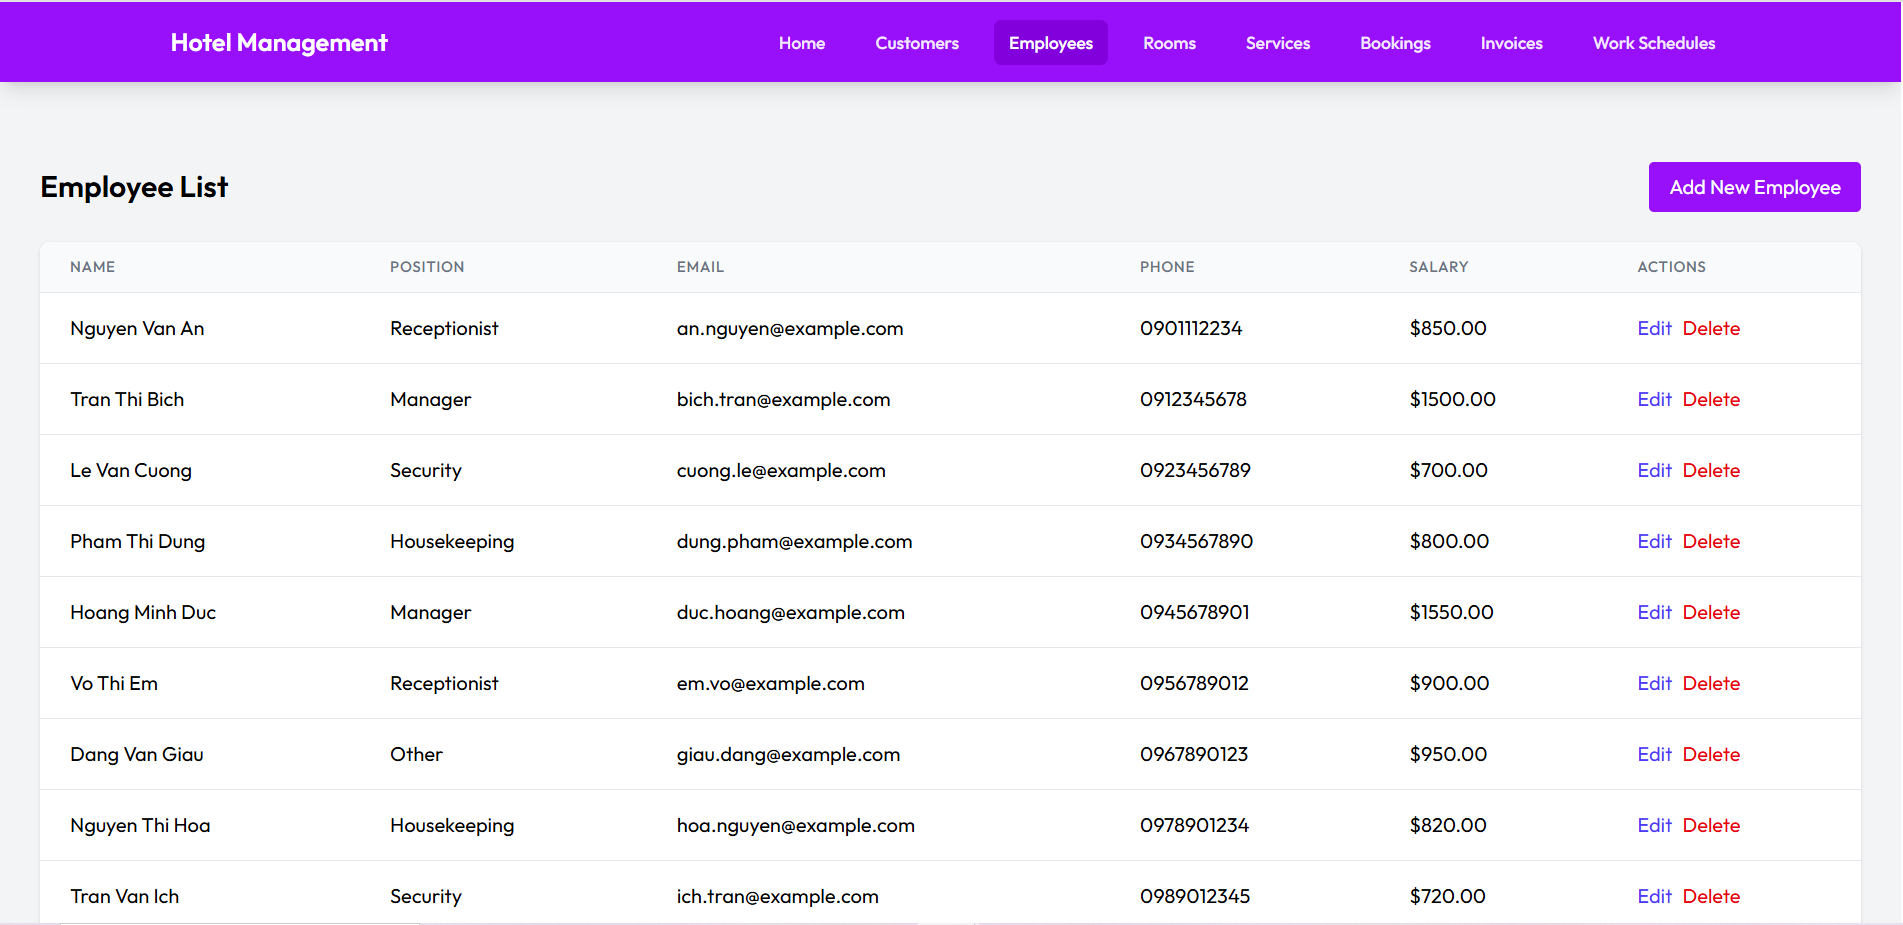 Hotel Management Home Customers Employees Rooms Services Bookings Invoices Work Schedules
Employee List Add New Employee
NAME POSITION EMAIL PHONE SALARY ACTIONS
Nguyen Van An Receptionist an.nguyen@example.com 0901112234 $850.00 Edit Delete
Tran Thi Bich Manager bich.tran@example.com 0912345678 $1500.00 Edit Delete
Le Van Cuong Security cuong.le@example.com 0923456789 $700.00 Edit Delete
Pham Thi Dung Housekeeping dung.pham@example.com 0934567890 $800.00 Edit Delete
Hoang Minh Duc Manager duc.hoang@example.com 0945678901 $1550.00 Edit Delete
Vo Thi Em Receptionist em.vo@example.com 0956789012 $900.00 Edit Delete
Dang Van Giau Other giau.dang@example.com 0967890123 $950.00 Edit Delete
Nguyen Thi Hoa Housekeeping hoa.nguyen@example.com 0978901234 $820.00 Edit Delete
Tran Van Ich Security ich.tran@example.com 0989012345 $720.00 Edit Delete